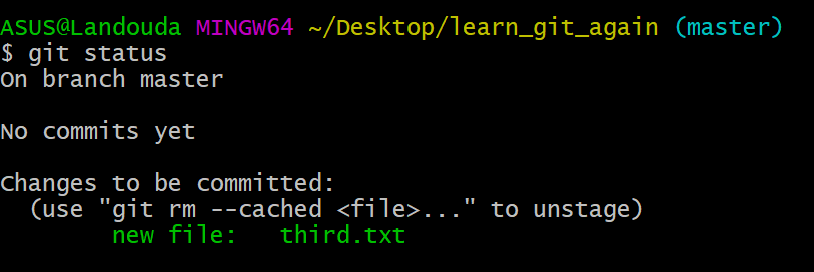 ASUS@Landouda MINGW64 ~/Desktop/learn_git_again (master)
$ git status
On branch master
No commits yet
Changes to be committed:
  (use "git rm --cached <file>..." to unstage)
        new file:   third.txt